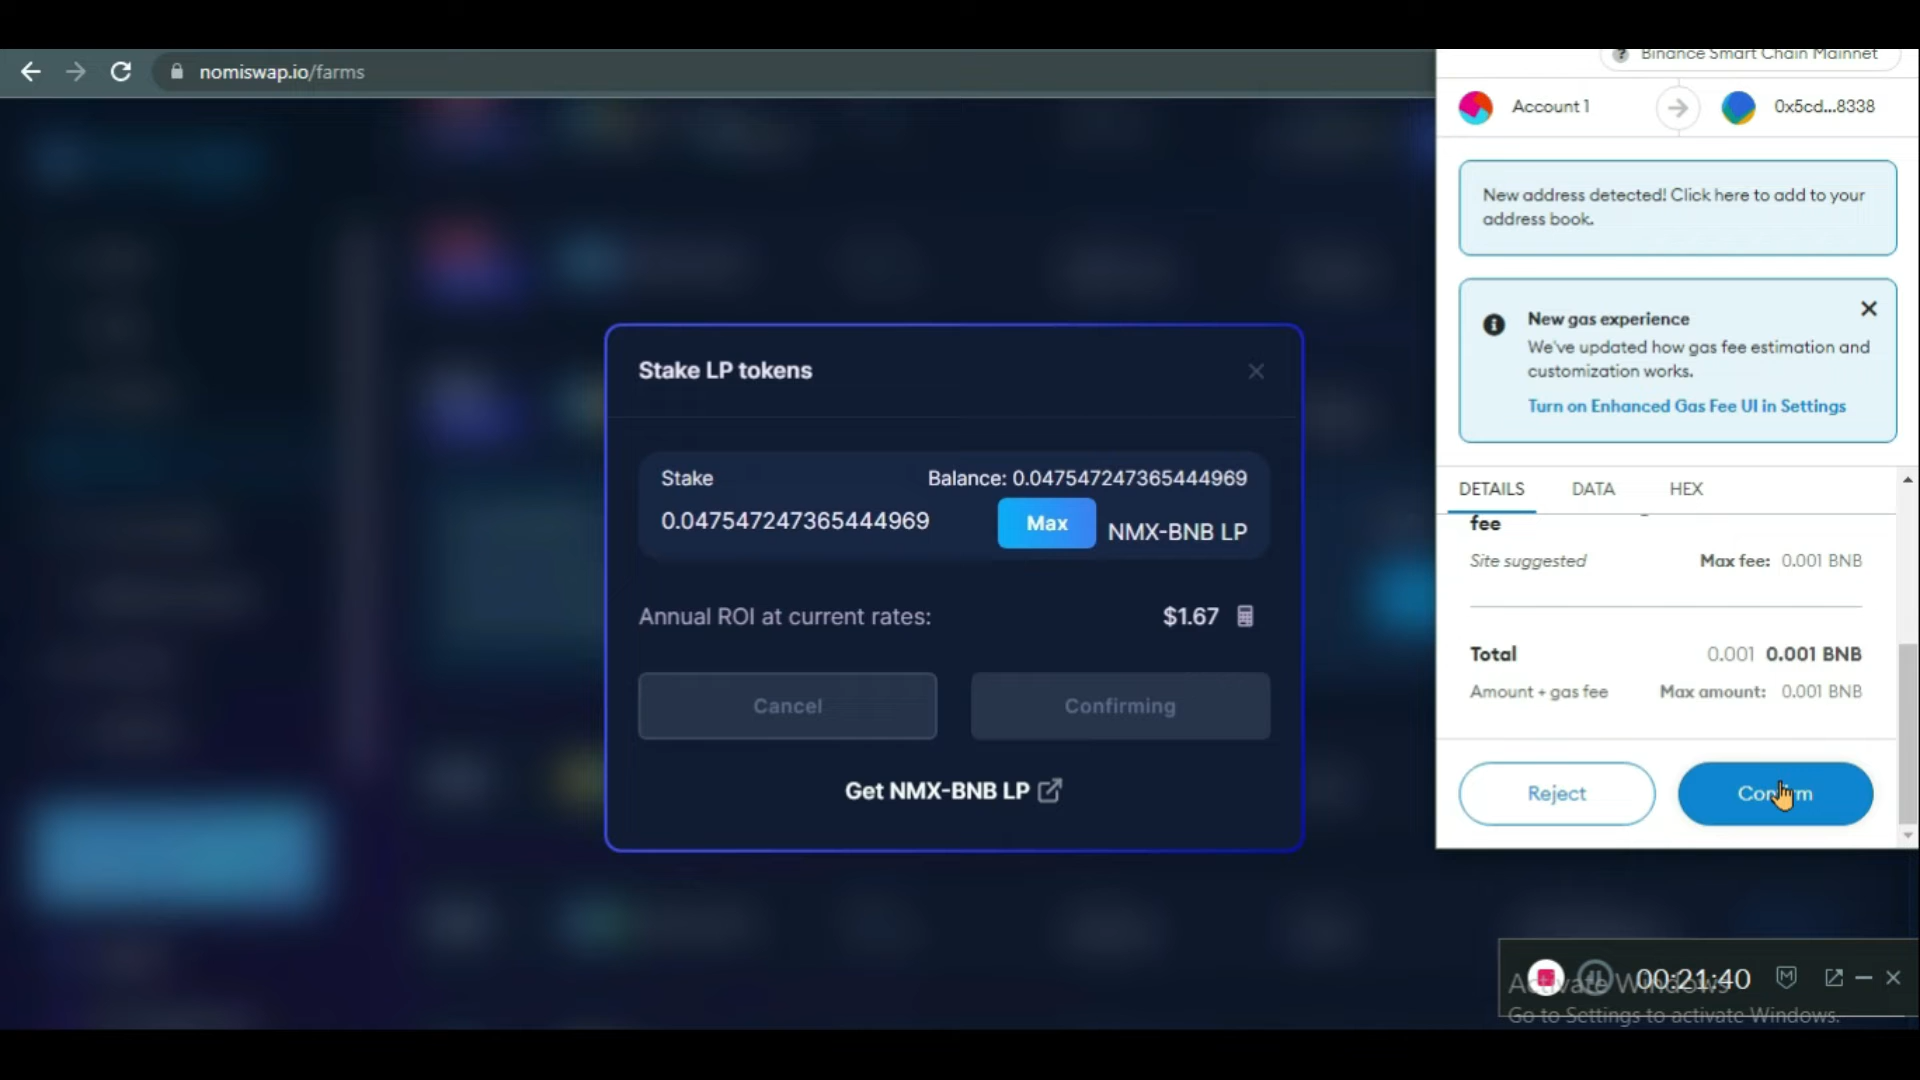 nomiswap.io/farms
Binance Smart Chain Mainnet
Account 1
0x5cd...8338
New address detected! Click here to add to your
address book.
New gas experience
We've updated how gas fee estimation and
customization works.
Turn on Enhanced Gas Fee UI in Settings
DETAILS DATA HEX
fee
Site suggested Max fee: 0.001 BNB
Total 0.001 0.001 BNB
Amount + gas fee Max amount: 0.001 BNB
Reject Confirm
Stake LP tokens
Stake Balance: 0.047547247365444969
0.047547247365444969 Max NMX-BNB LP
Annual ROI at current rates: $1.67
Cancel Confirming
Get NMX-BNB LP
00:21:40
Activate Windows
Go to Settings to activate Windows.